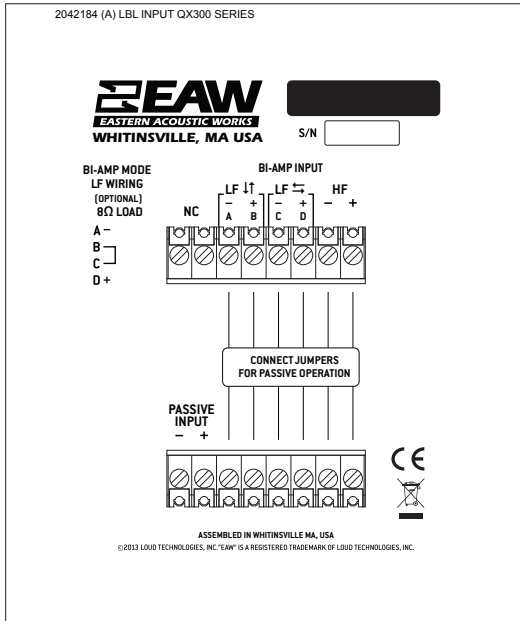 2042184 (A) LBL INPUT QX300 SERIES
EAW
EASTERN ACOUSTIC WORKS
WHITINSVILLE, MA USA
S/N
BI-AMP MODE
LF WIRING
(OPTIONAL)
8Ω LOAD
A –
B
C
D +
BI-AMP INPUT
NC
LF ↓↑
LF ⇆
HF
– + – + – +
A B C D
CONNECT JUMPERS
FOR PASSIVE OPERATION
PASSIVE
INPUT
– +
CE
ASSEMBLED IN WHITINSVILLE MA, USA
©2013 LOUD TECHNOLOGIES, INC."EAW" IS A REGISTERED TRADEMARK OF LOUD TECHNOLOGIES, INC.